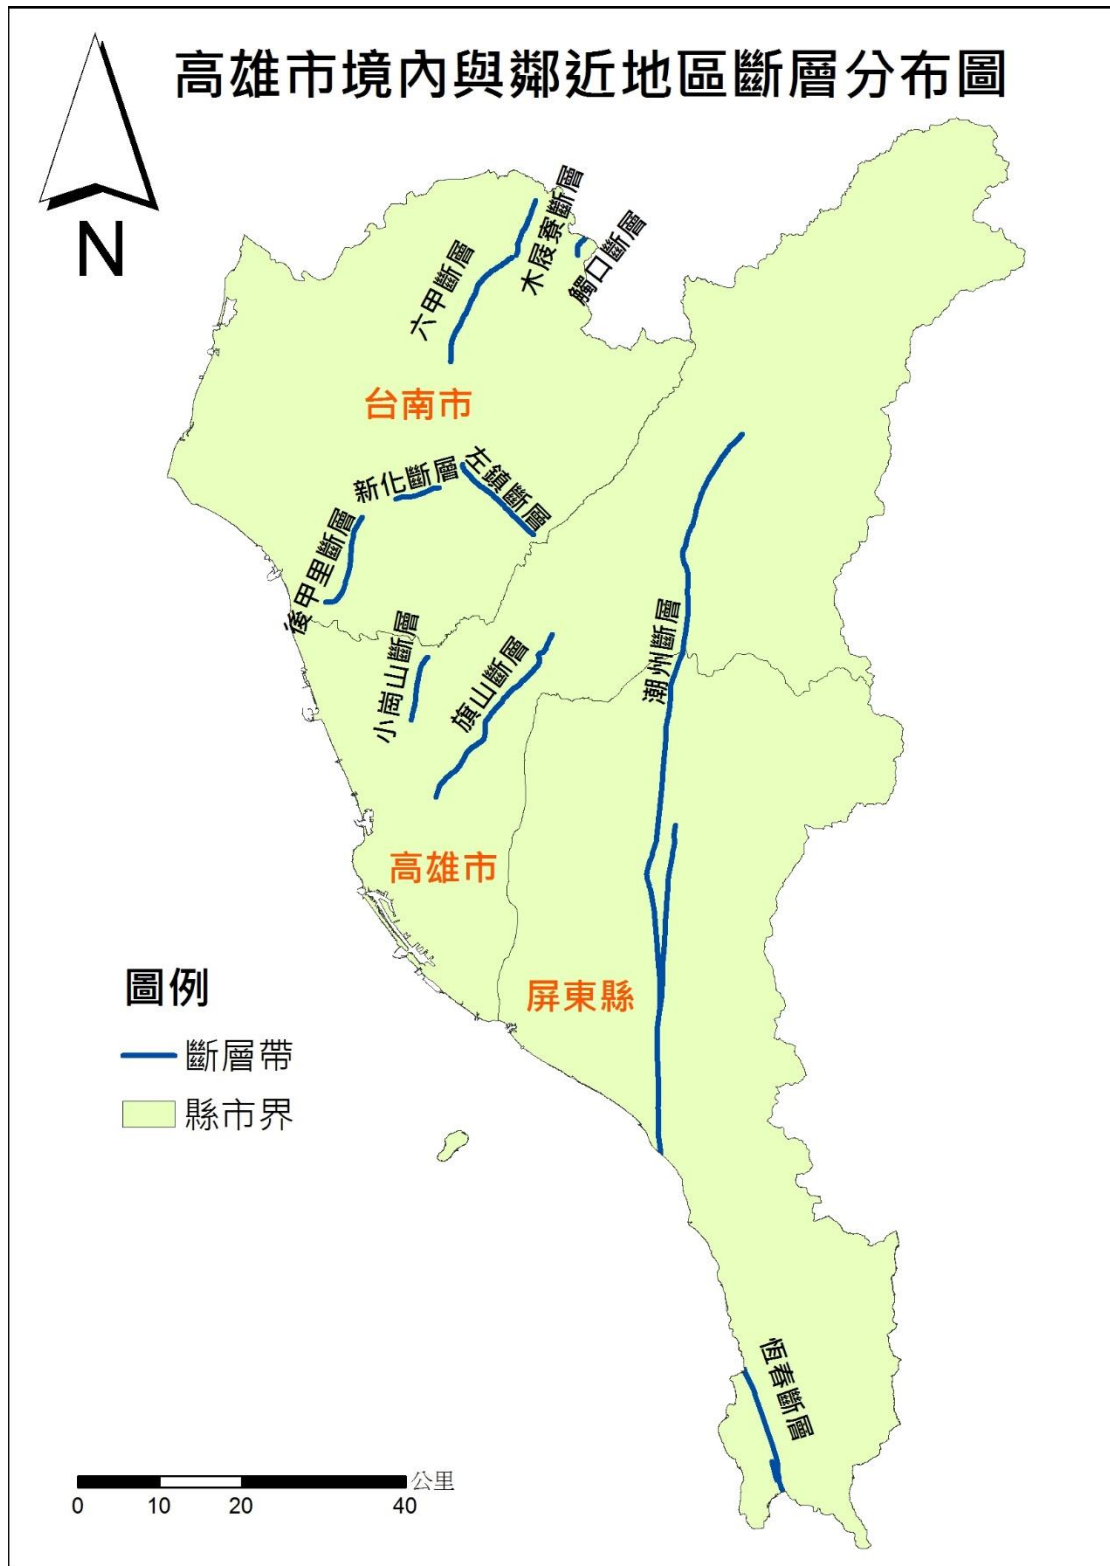 高雄市境內與鄰近地區斷層分布圖
N
木屐寮斷層
觸口斷層
六甲斷層
台南市
新化斷層
左鎮斷層
後甲里斷層
小崗山斷層
旗山斷層
潮州斷層
高雄市
屏東縣
圖例
斷層帶
縣市界
恆春斷層
公里
0 10 20 40